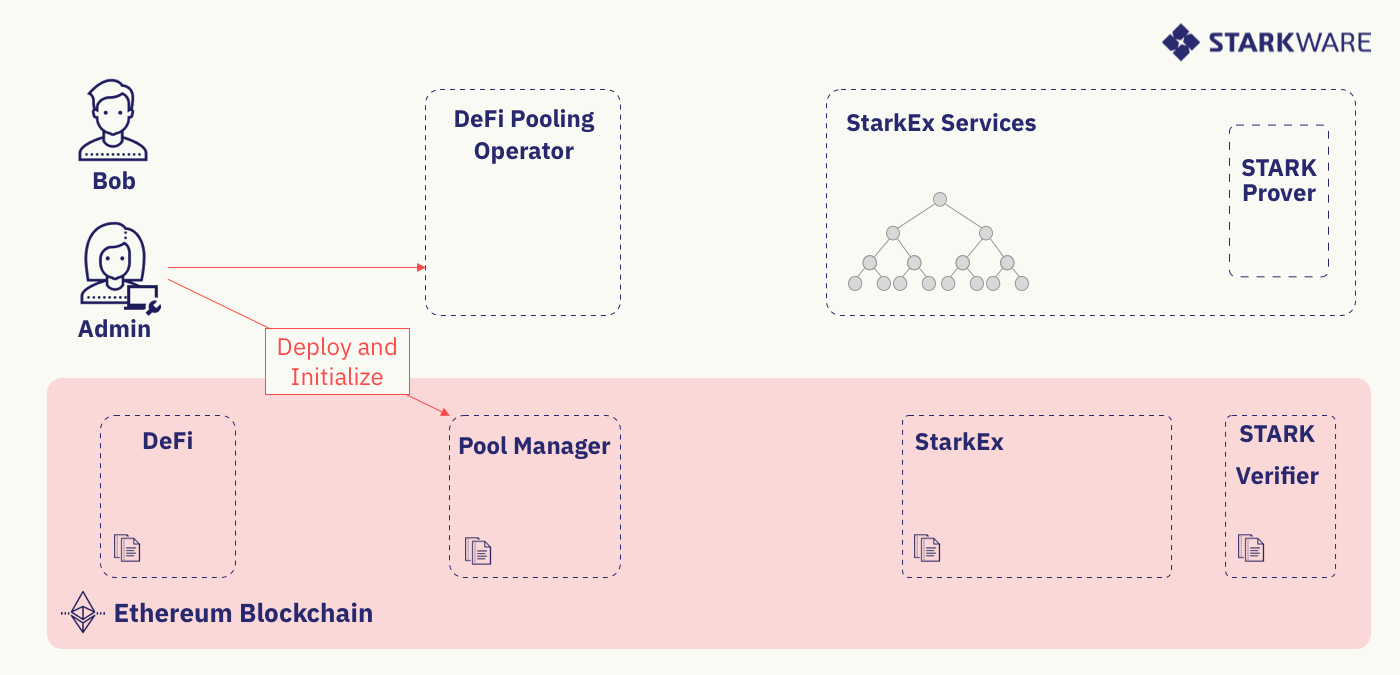 STARKWARE
Bob
Admin
DeFi Pooling
Operator
StarkEx Services
STARK
Prover
Deploy and
Initialize
DeFi
Pool Manager
StarkEx
STARK
Verifier
Ethereum Blockchain